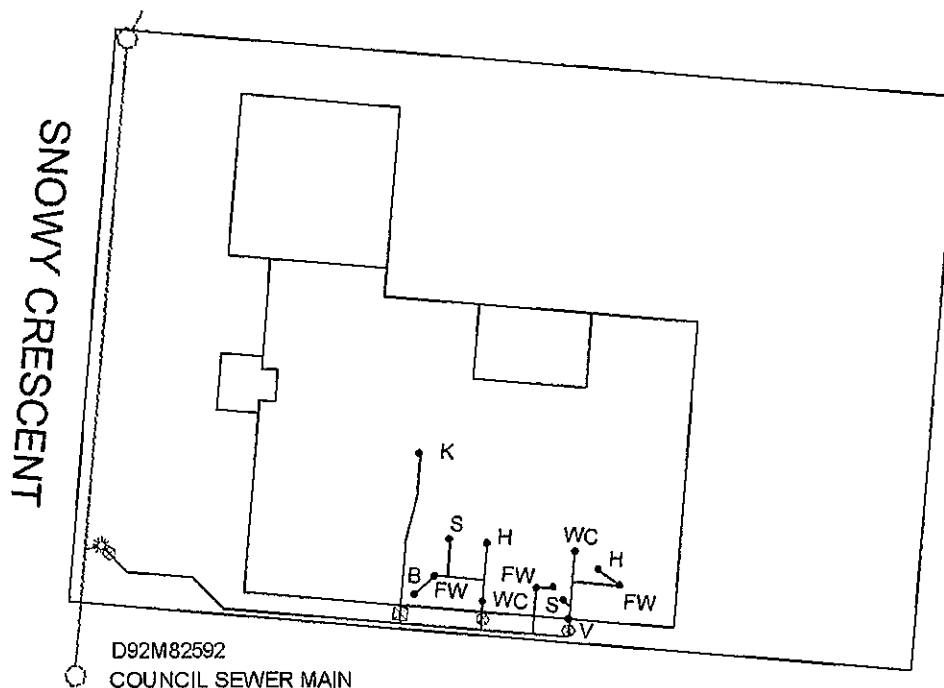 SNOWY CRESCENT
K
S
H
WC
H
B
FW
WC
FW
S
FW
V
D92M82592
COUNCIL SEWER MAIN